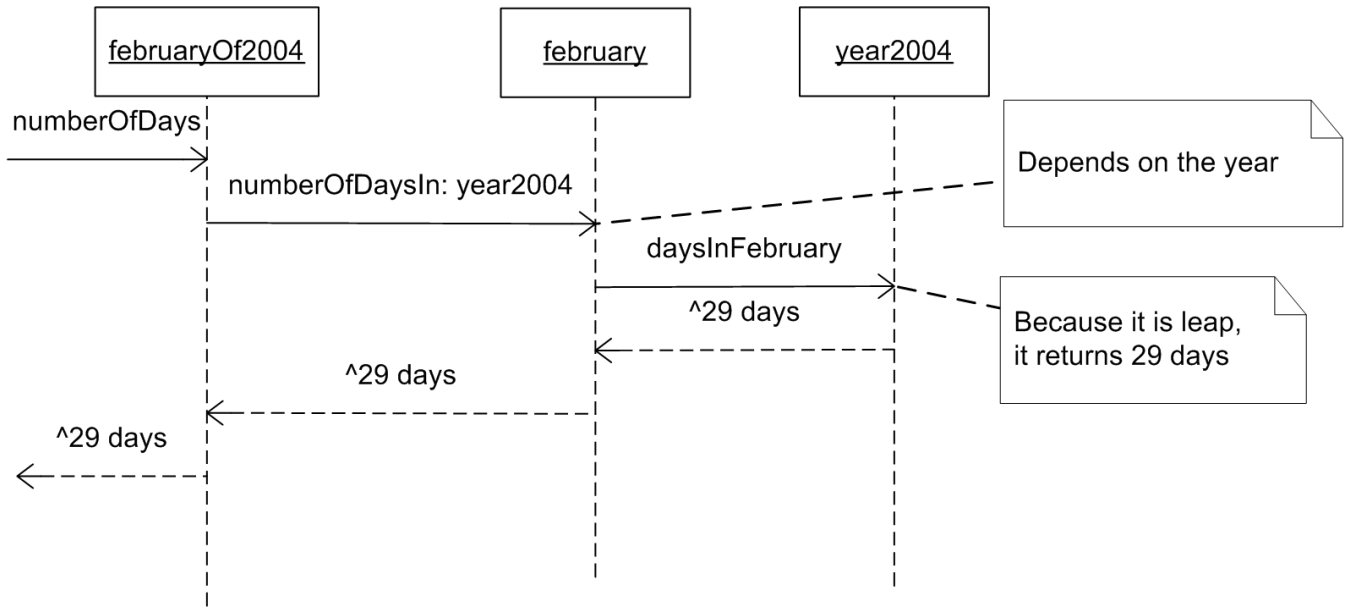 februaryOf2004
february
year2004
numberOfDays
Depends on the year
numberOfDaysIn: year2004
daysInFebruary
^29 days
Because it is leap,
it returns 29 days
^29 days
^29 days